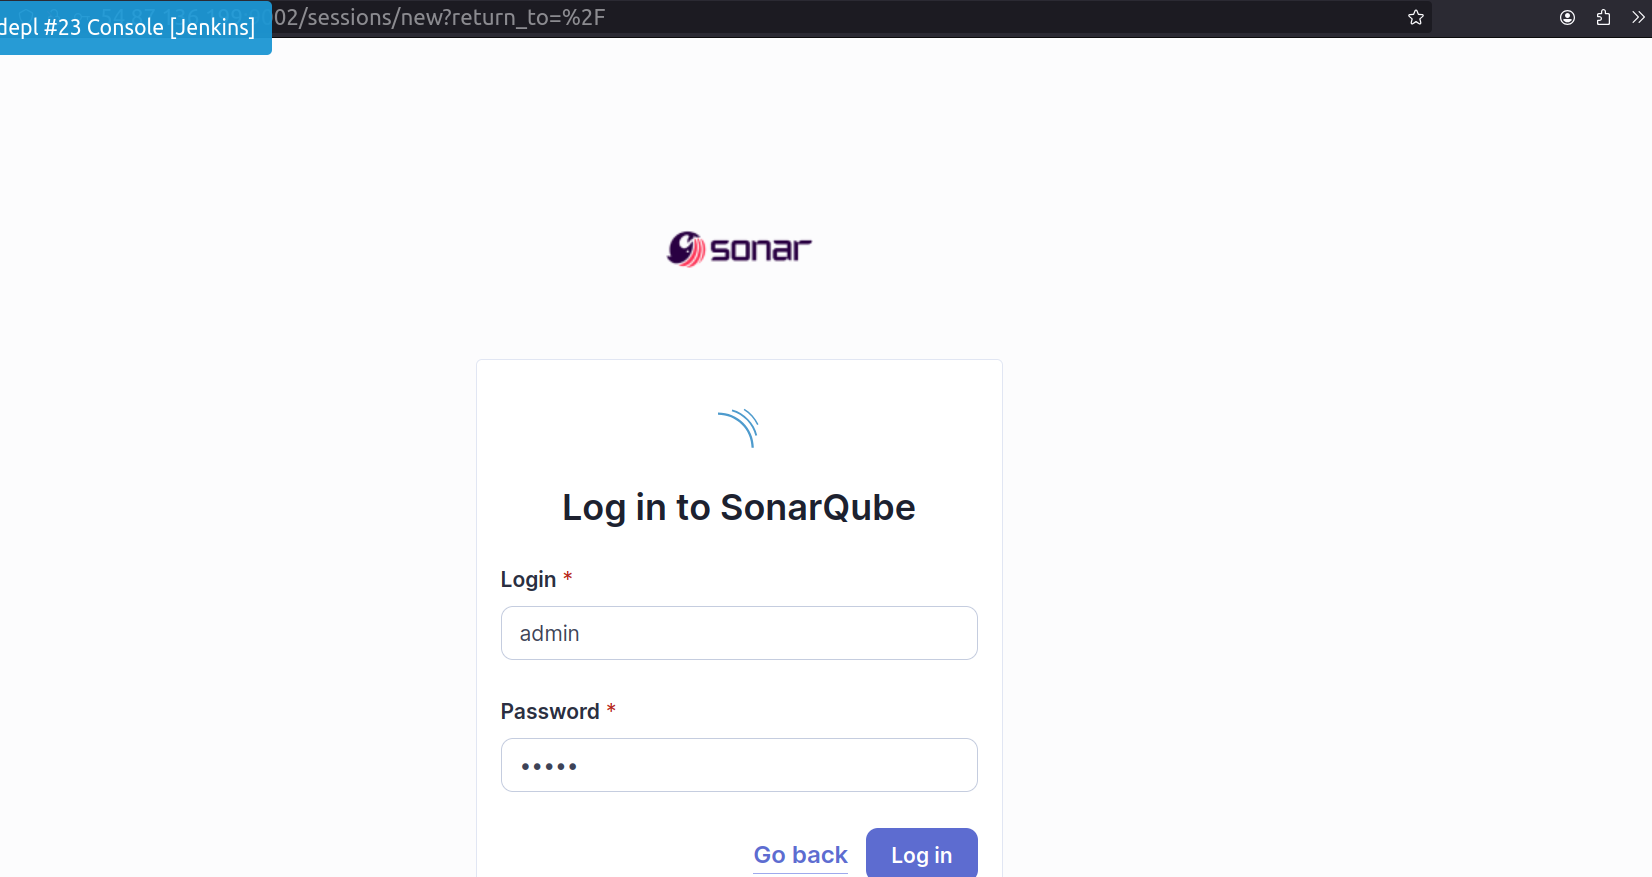 depl #23 Console [Jenkins]
002/sessions/new?return_to=%2F
sonar
Log in to SonarQube
Login *
admin
Password *
•••••
Go back
Log in